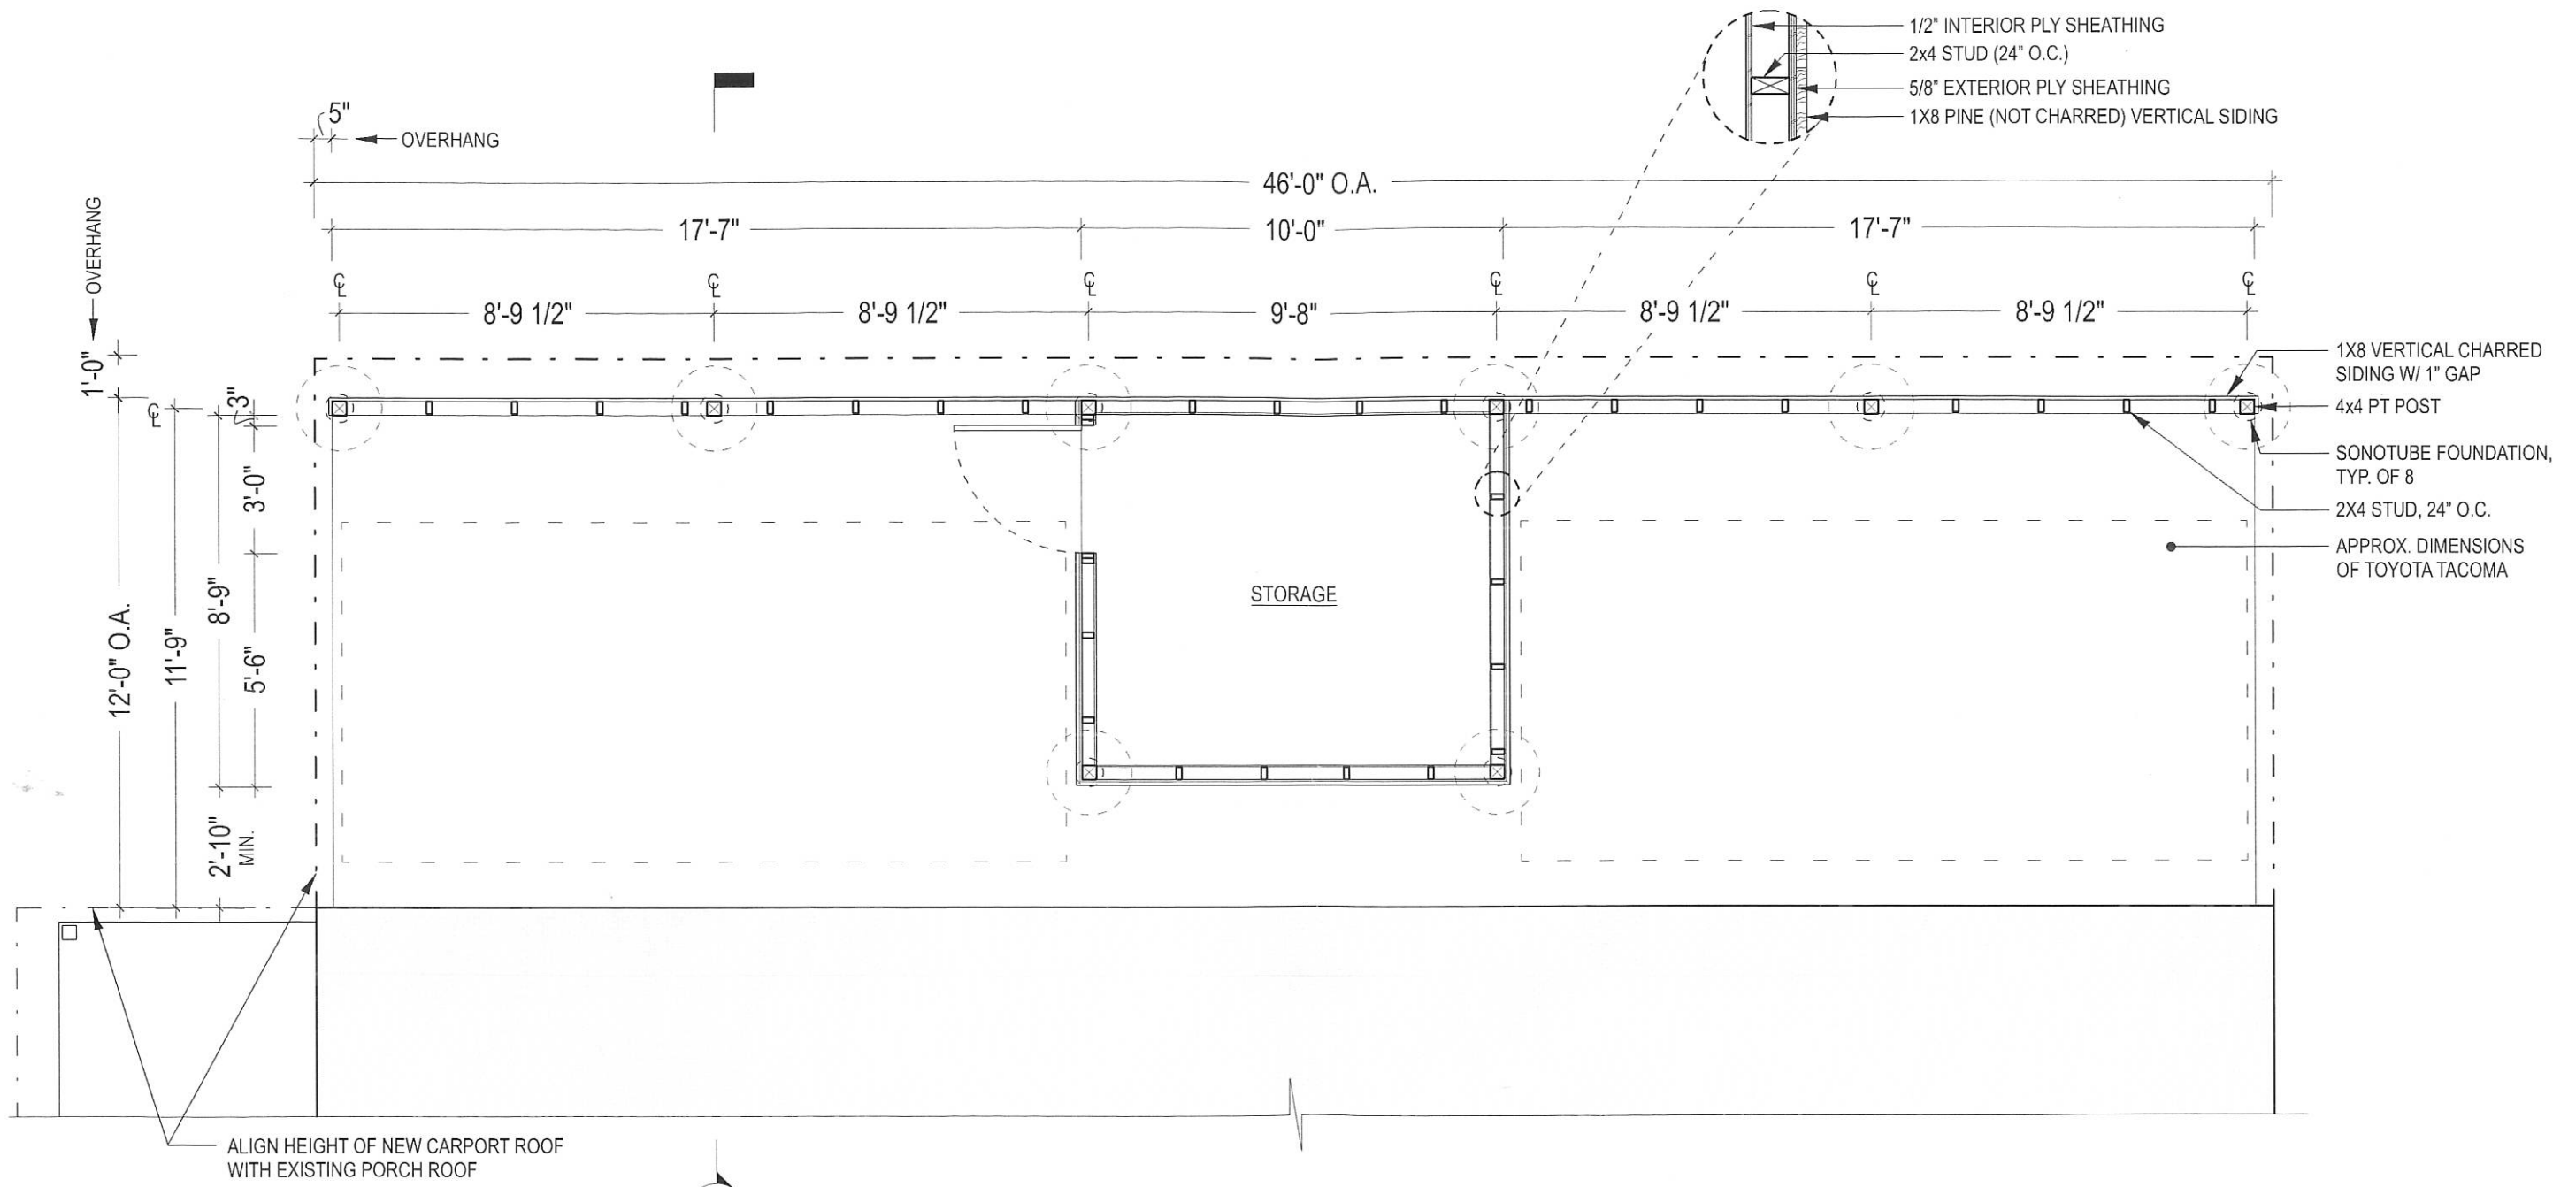 1/2" INTERIOR PLY SHEATHING
2x4 STUD (24" O.C.)
5/8" EXTERIOR PLY SHEATHING
1X8 PINE (NOT CHARRED) VERTICAL SIDING
5"
OVERHANG
46'-0" O.A.
17'-7"
10'-0"
17'-7"
OVERHANG
℄
℄
℄
℄
℄
℄
8'-9 1/2"
8'-9 1/2"
9'-8"
8'-9 1/2"
8'-9 1/2"
1'-0"
℄
3"
1X8 VERTICAL CHARRED
SIDING W/ 1" GAP
4x4 PT POST
SONOTUBE FOUNDATION,
TYP. OF 8
2X4 STUD, 24" O.C.
APPROX. DIMENSIONS
OF TOYOTA TACOMA
3'-0"
8'-9"
12'-0" O.A.
11'-9"
5'-6"
STORAGE
2'-10"
MIN.
ALIGN HEIGHT OF NEW CARPORT ROOF
WITH EXISTING PORCH ROOF